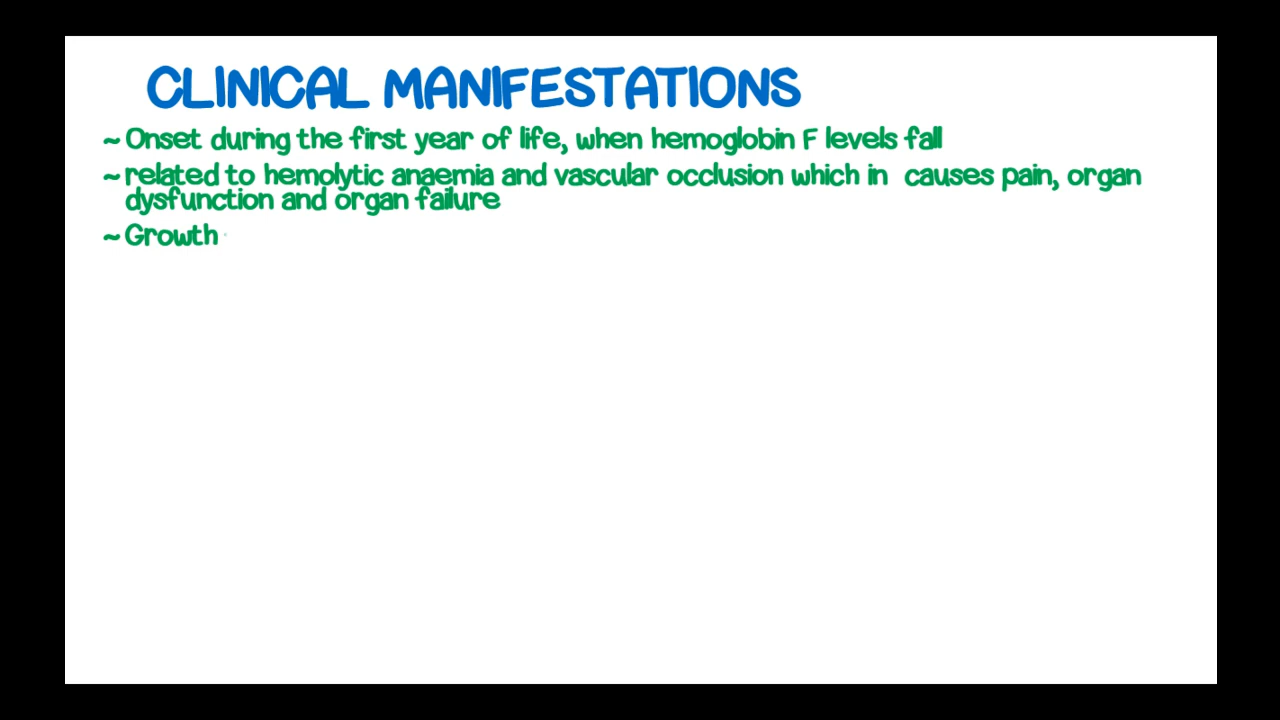 CLINICAL MANIFESTATIONS
~ Onset during the first year of life, when hemoglobin F levels fall
~ related to hemolytic anaemia and vascular occlusion which in causes pain, organ
dysfunction and organ failure
~ Growth